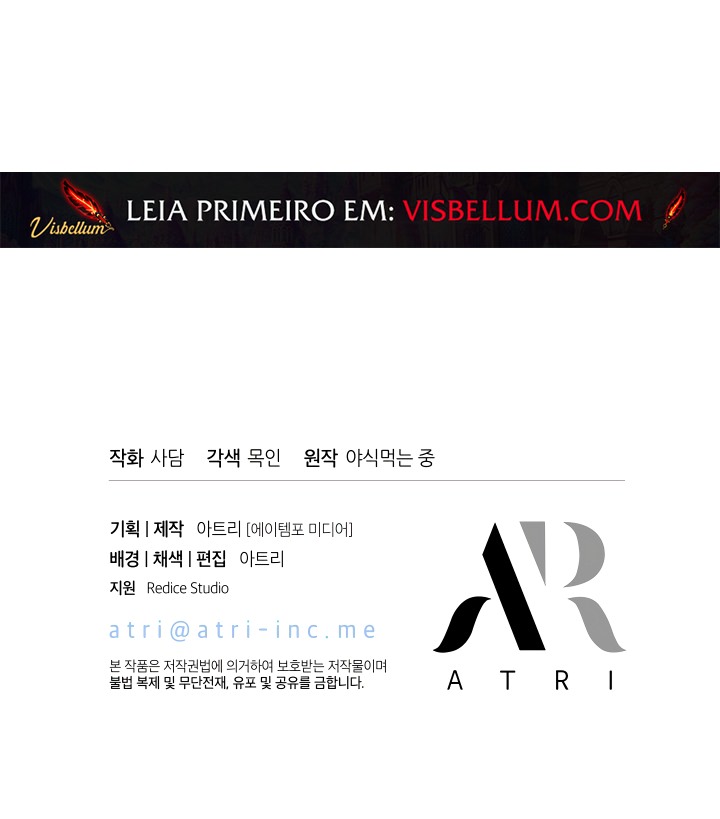 Visbellum LEIA PRIMEIRO EM: VISBELLUM.COM
작화 사담 각색 목인 원작 야식먹는 중
기획 | 제작 아트리 [에이템포 미디어]
배경 | 채색 | 편집 아트리
지원 Redice Studio
atri@atri-inc.me
본 작품은 저작권법에 의거하여 보호받는 저작물이며
불법 복제 및 무단전재, 유포 및 공유를 금합니다.
AR
ATRI